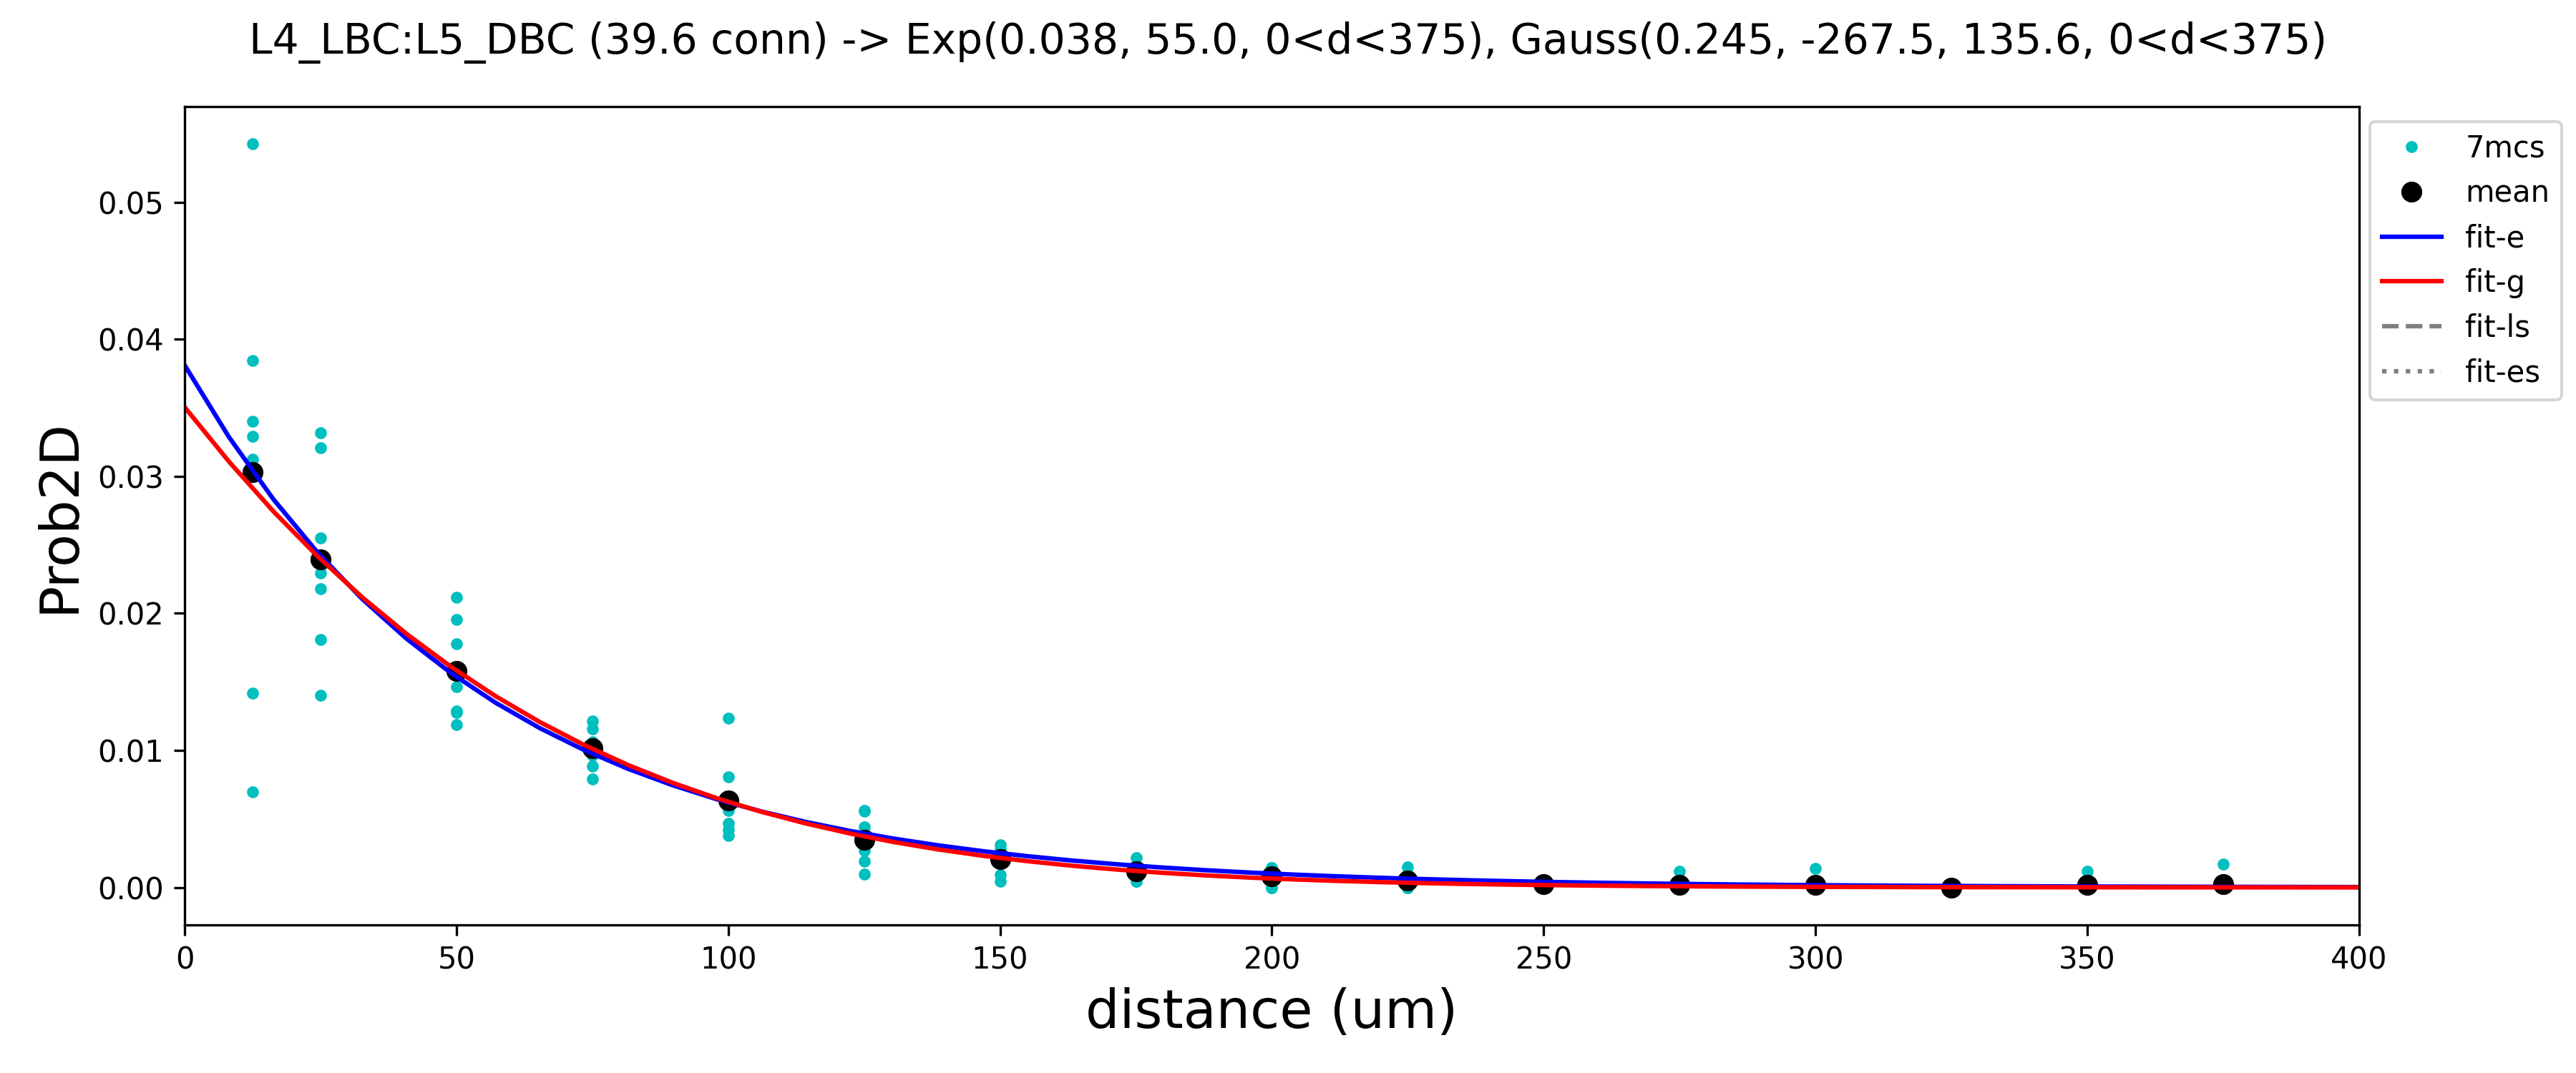 L4_LBC:L5_DBC (39.6 conn) -> Exp(0.038, 55.0, 0<d<375), Gauss(0.245, -267.5, 135.6, 0<d<375)
7mcs
mean
fit-e
fit-g
fit-ls
fit-es
Prob2D
0.05
0.04
0.03
0.02
0.01
0.00
0 50 100 150 200 250 300 350 400
distance (um)